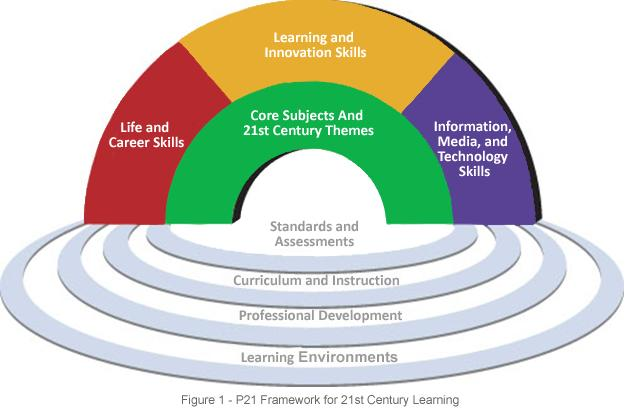 Learning and
Innovation Skills
Core Subjects And
21st Century Themes
Life and
Career Skills
Information,
Media, and
Technology
Skills
Standards and
Assessments
Curriculum and Instruction
Professional Development
Learning Environments
Figure 1 - P21 Framework for 21st Century Learning